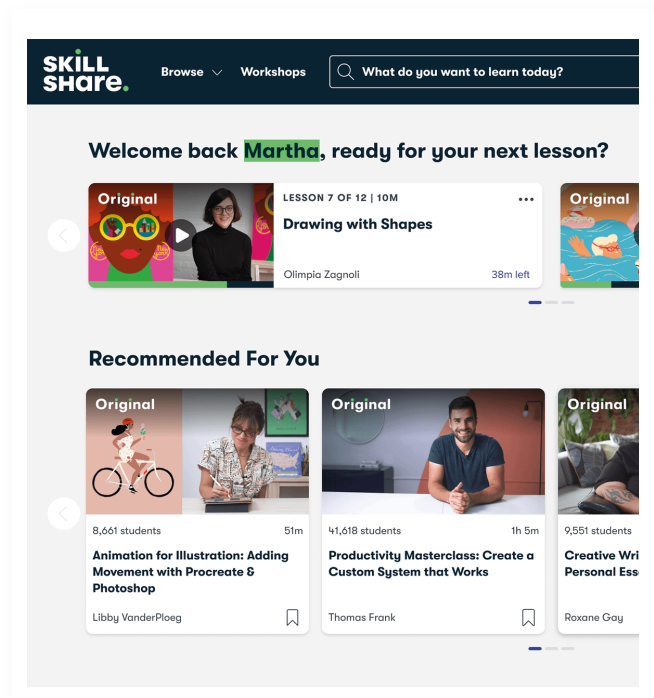 SKILL
SHare.
Browse
Workshops
What do you want to learn today?
Welcome back Martha, ready for your next lesson?
Original
LESSON 7 OF 12 | 10M
Drawing with Shapes
Olimpia Zagnoli
38m left
Original
Recommended For You
Original
8,661 students
51m
Animation for Illustration: Adding
Movement with Procreate &
Photoshop
Libby VanderPloeg
Original
41,618 students
1h 5m
Productivity Masterclass: Create a
Custom System that Works
Thomas Frank
Original
9,551 students
Creative Wri
Personal Ess
Roxane Gay